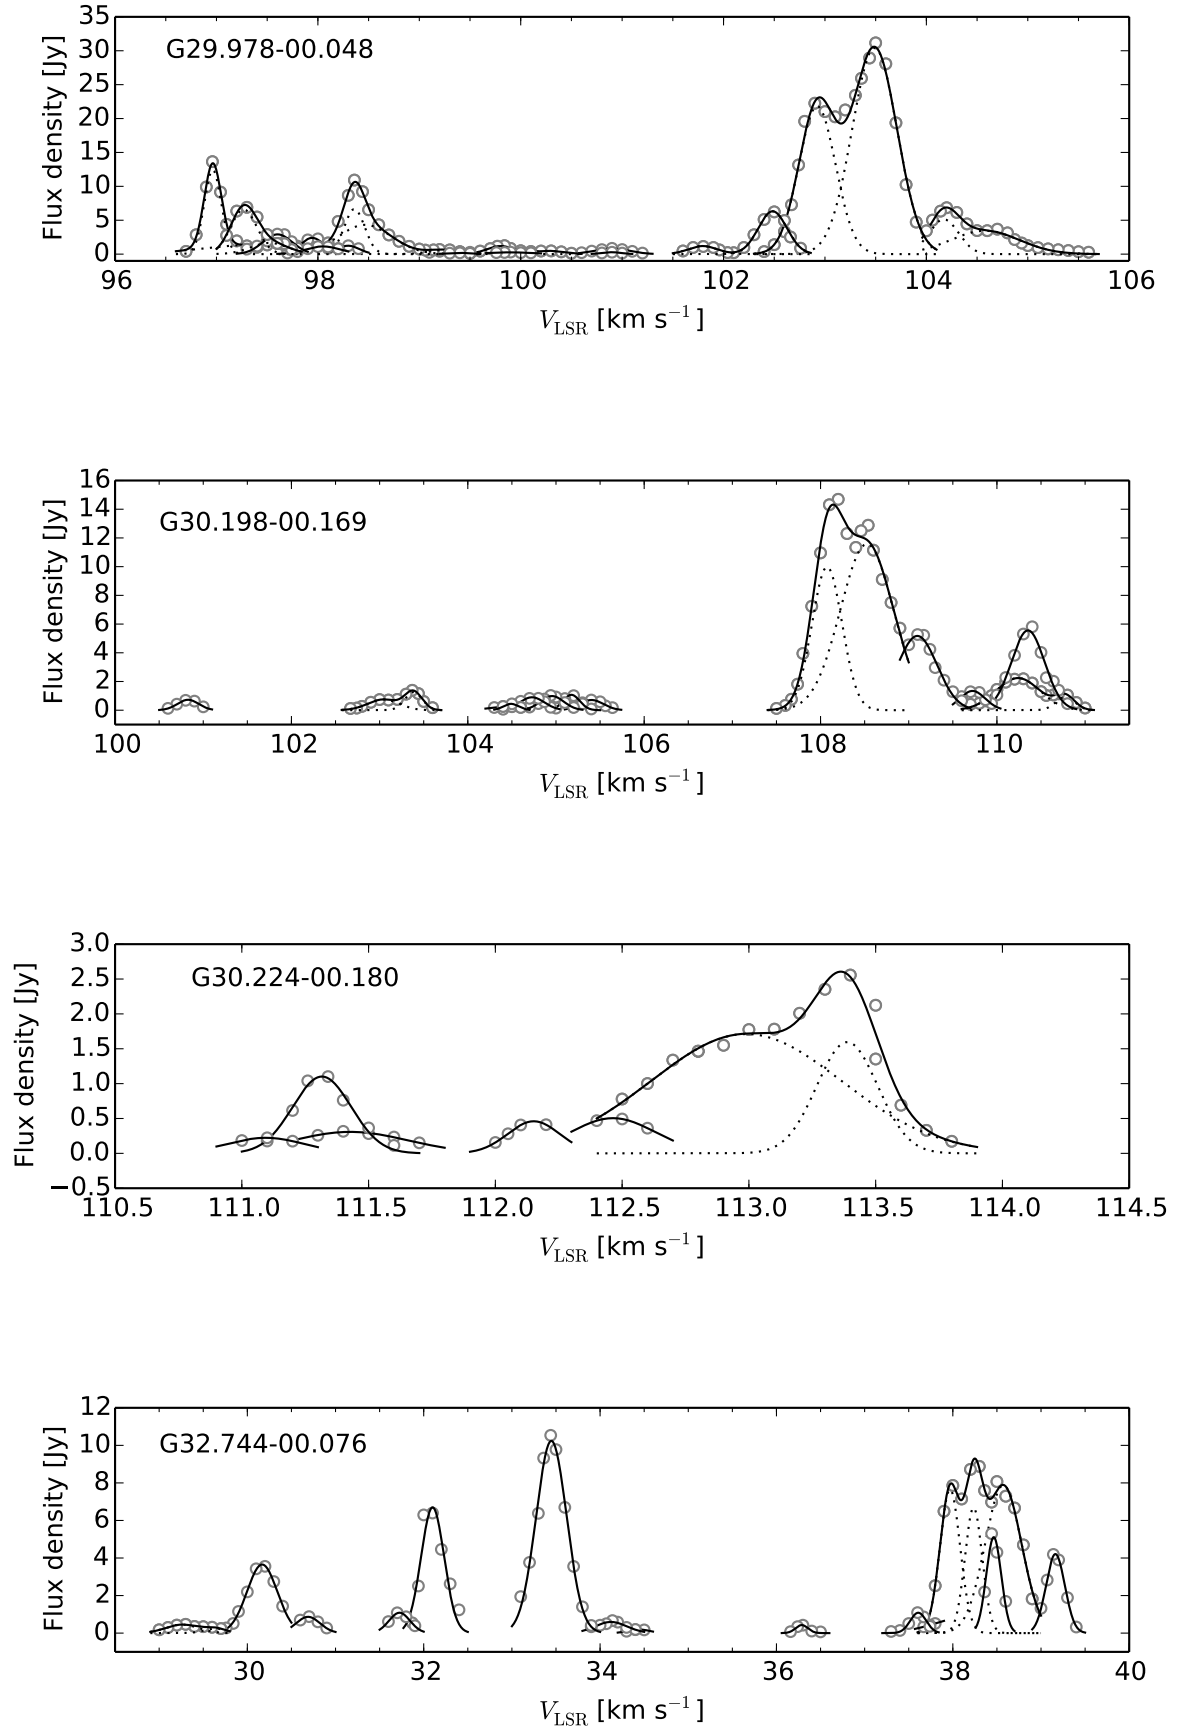 35
30
25
20
15
10
5
0
Flux density [Jy]
G29.978-00.048
96 98 100 102 104 106
V_LSR [km s⁻¹]
16
14
12
10
8
6
4
2
0
Flux density [Jy]
G30.198-00.169
100 102 104 106 108 110
V_LSR [km s⁻¹]
3.0
2.5
2.0
1.5
1.0
0.5
0.0
−0.5
Flux density [Jy]
G30.224-00.180
110.5 111.0 111.5 112.0 112.5 113.0 113.5 114.0 114.5
V_LSR [km s⁻¹]
12
10
8
6
4
2
0
Flux density [Jy]
G32.744-00.076
30 32 34 36 38 40
V_LSR [km s⁻¹]